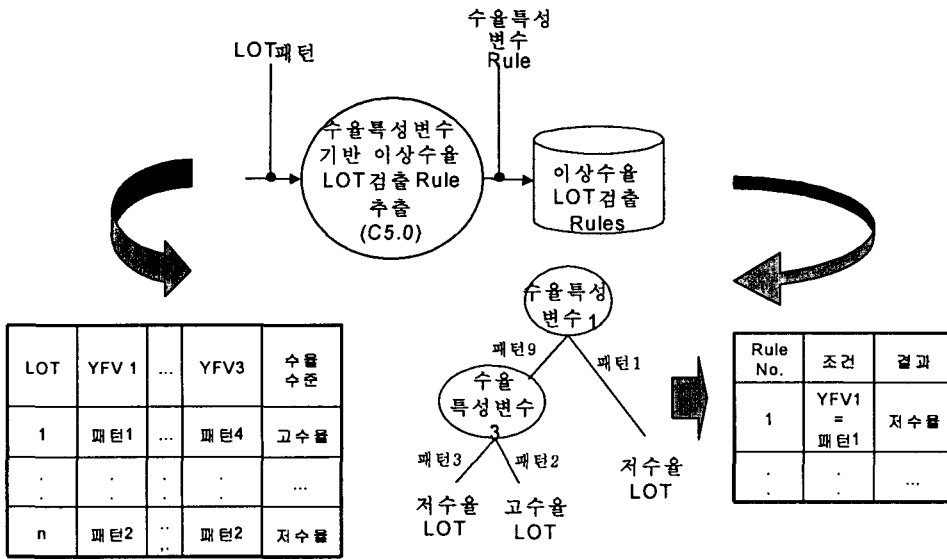 LOT패턴
수율특성
변수
Rule
수율특성변수
기반 이상수율
LOT검출 Rule
추출
(C5.0)
이상수율
LOT검출
Rules
LOT YFV 1 ... YFV3 수율
수준
1 패턴1 ... 패턴4 고수율
. . . . ...
n 패턴2 패턴2 저수율
수율특성
변수 1
패턴9 패턴1
수율
특성변수
3
패턴3 패턴2
저수율
LOT
고수율
LOT
저수율
LOT
Rule
No. 조건 결과
1 YFV1
=
패턴1 저수율
. . ...